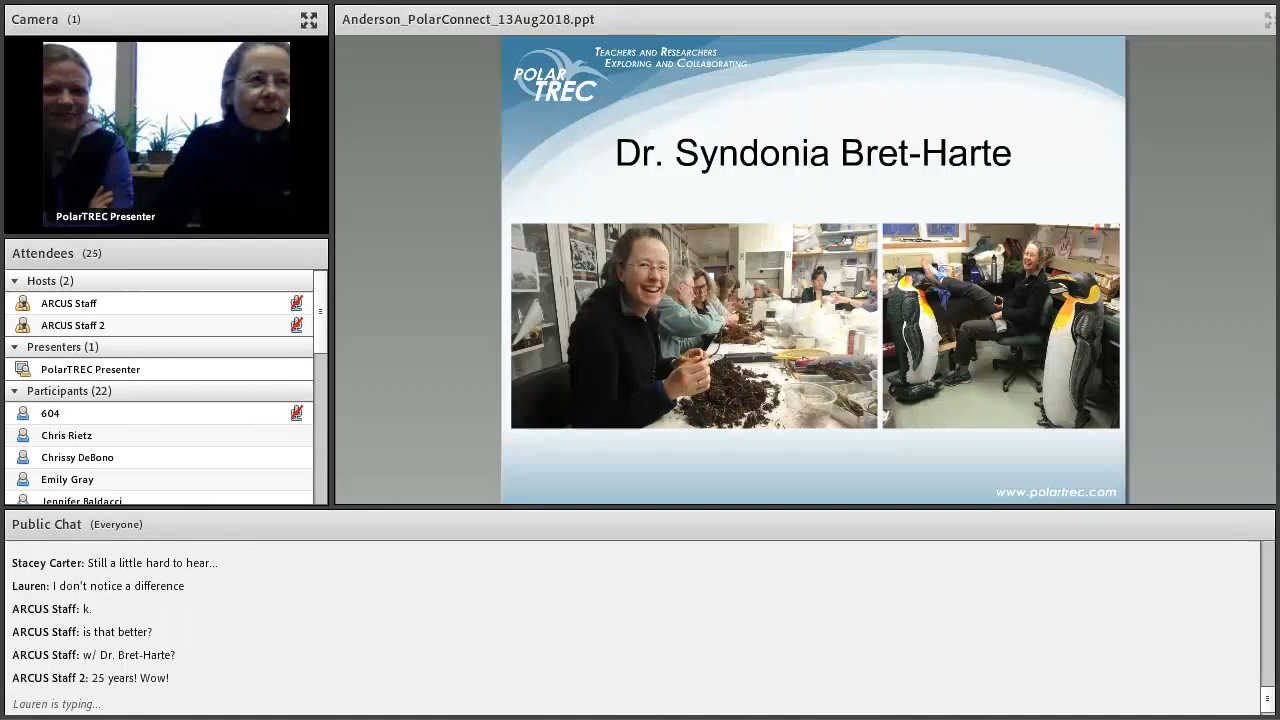 Camera (1)
PolarTREC Presenter
Attendees (25)
Hosts (2)
ARCUS Staff
ARCUS Staff 2
Presenters (1)
PolarTREC Presenter
Participants (22)
604
Chris Rietz
Chrissy DeBono
Emily Gray
Jennifer Baldacci
Anderson_PolarConnect_13Aug2018.ppt
POLAR TREC
TEACHERS AND RESEARCHERS
EXPLORING AND COLLABORATING
Dr. Syndonia Bret-Harte
www.polartrec.com
Public Chat (Everyone)
Stacey Carter: Still a little hard to hear...
Lauren: I don't notice a difference
ARCUS Staff: k.
ARCUS Staff: is that better?
ARCUS Staff: w/ Dr. Bret-Harte?
ARCUS Staff 2: 25 years! Wow!
Lauren is typing...